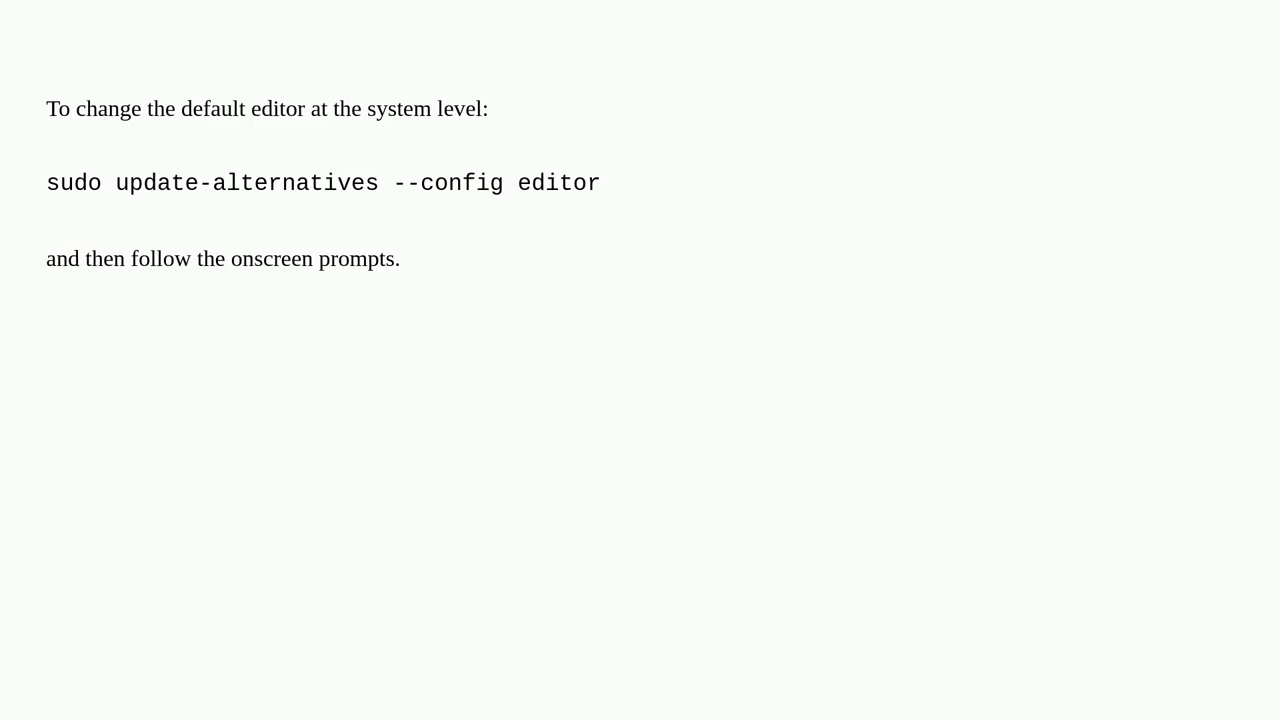 To change the default editor at the system level:
sudo update-alternatives --config editor
and then follow the onscreen prompts.